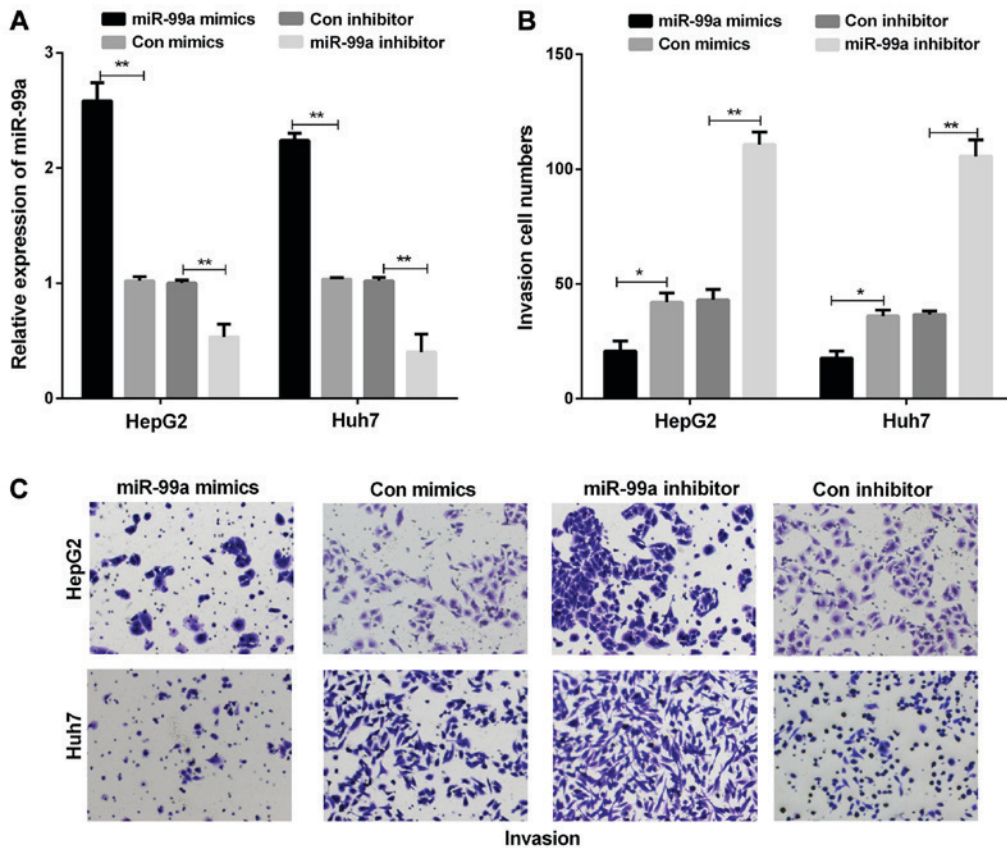 A
miR-99a mimics
Con inhibitor
Con mimics
miR-99a inhibitor
Relative expression of miR-99a
3
2
1
0
**
**
**
**
HepG2
Huh7
B
miR-99a mimics
Con inhibitor
Con mimics
miR-99a inhibitor
Invasion cell numbers
150
100
50
0
*
**
*
**
HepG2
Huh7
C
miR-99a mimics
Con mimics
miR-99a inhibitor
Con inhibitor
HepG2
Huh7
Invasion